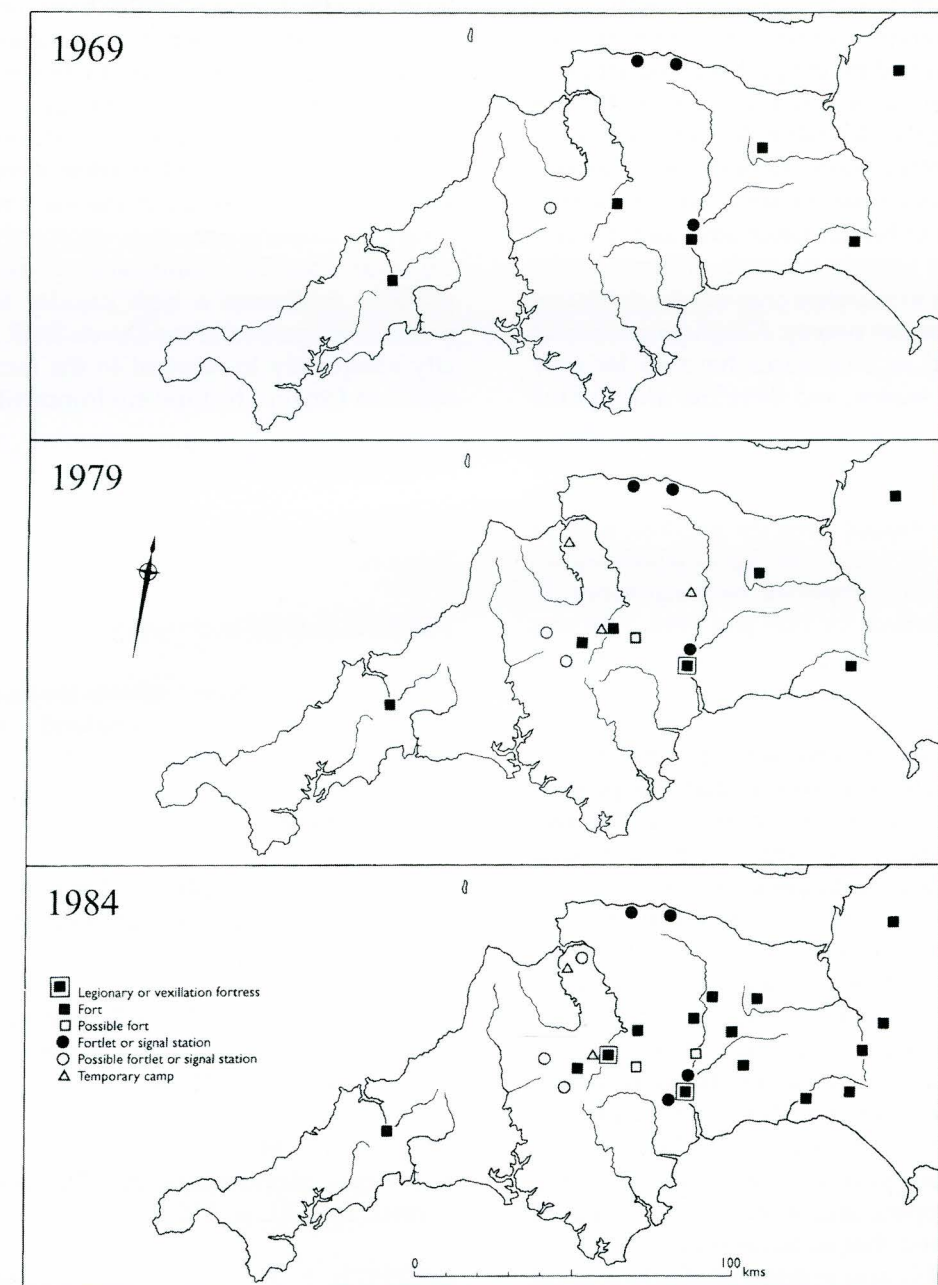 1969
1979
1984
Legionary or vexillation fortress
Fort
Possible fort
Fortlet or signal station
Possible fortlet or signal station
Temporary camp
0 100 kms